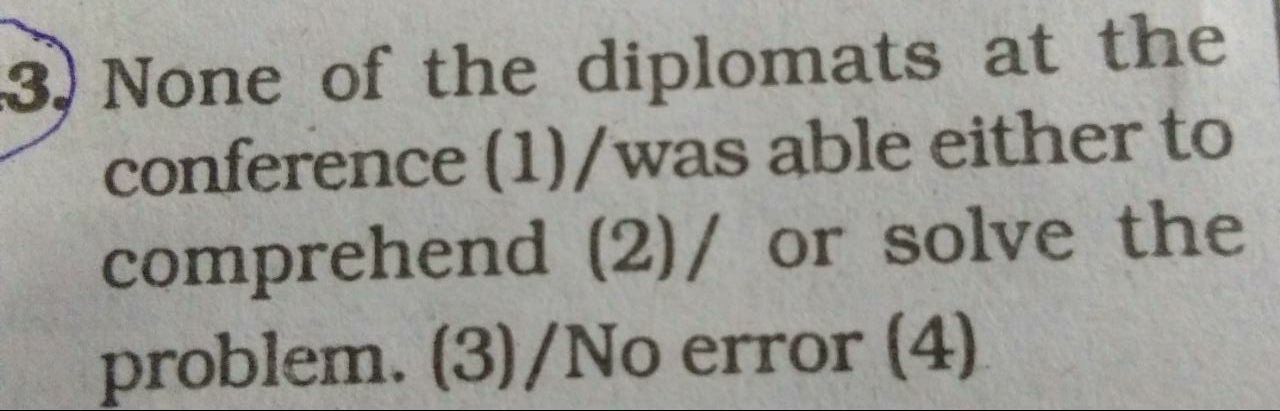 3. None of the diplomats at the
conference (1)/was able either to
comprehend (2)/ or solve the
problem. (3)/No error (4)